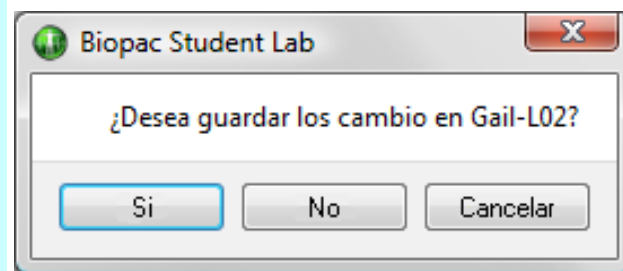 Biopac Student Lab
¿Desea guardar los cambio en Gail-L02?
Si No Cancelar